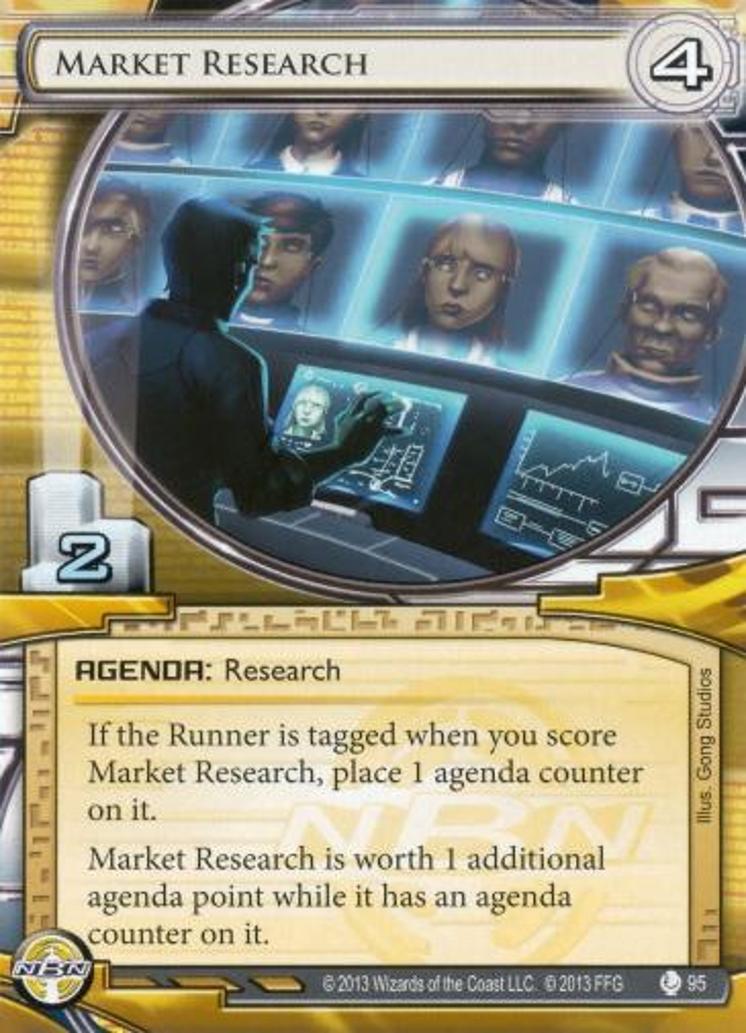 MARKET RESEARCH
4
2
AGENDA: Research
If the Runner is tagged when you score
Market Research, place 1 agenda counter
on it.
Market Research is worth 1 additional
agenda point while it has an agenda
counter on it.
Illus. Gong Studios
NBN
NBN
© 2013 Wizards of the Coast LLC. © 2013 FFG
95